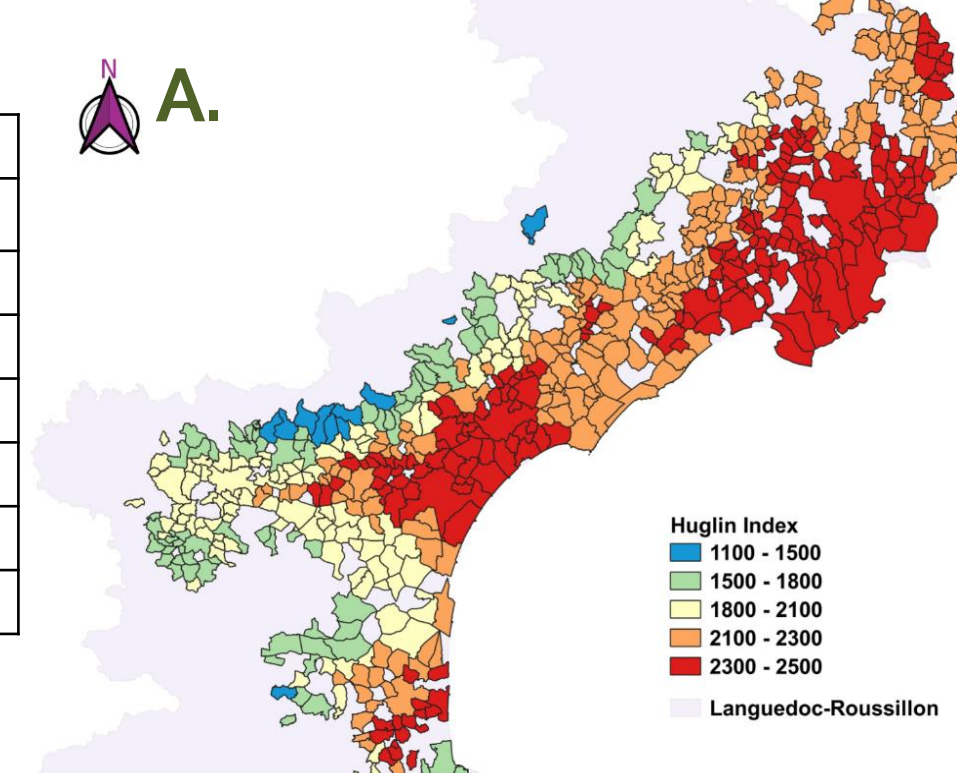 N
A.
Huglin Index
1100 - 1500
1500 - 1800
1800 - 2100
2100 - 2300
2300 - 2500
Languedoc-Roussillon